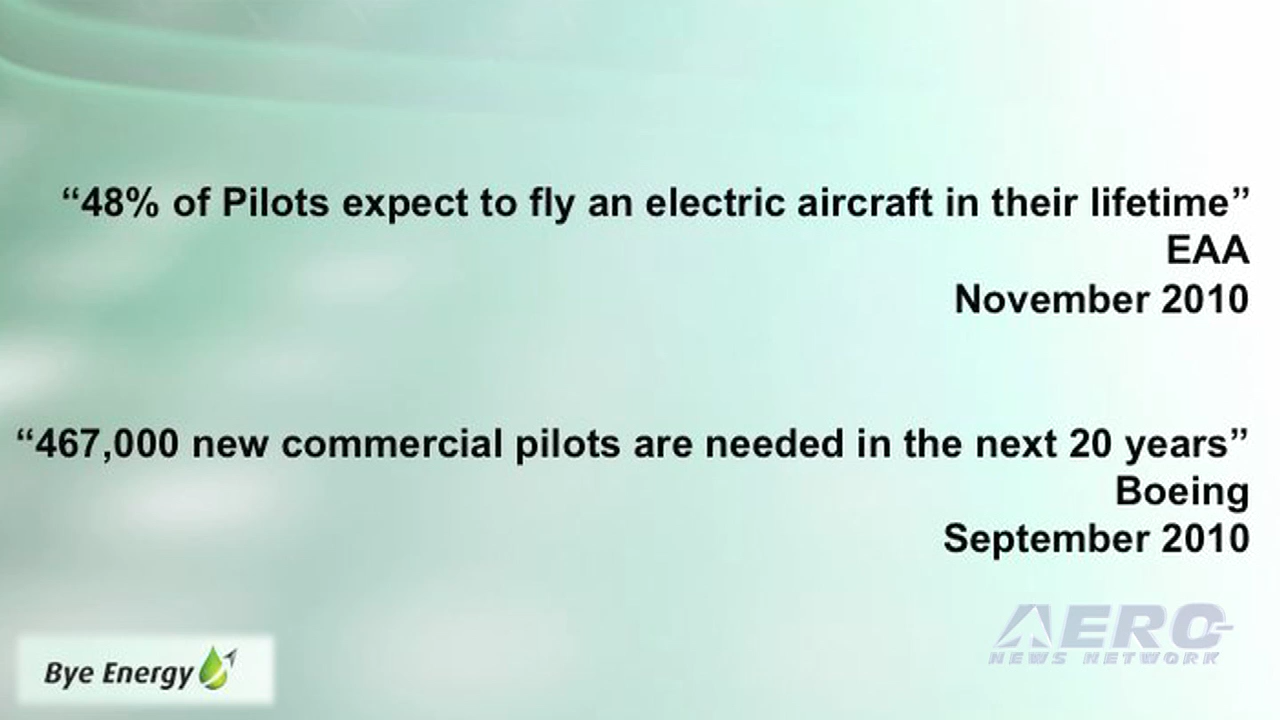 “48% of Pilots expect to fly an electric aircraft in their lifetime”
EAA
November 2010
“467,000 new commercial pilots are needed in the next 20 years”
Boeing
September 2010
AERO
NEWS NETWORK
Bye Energy